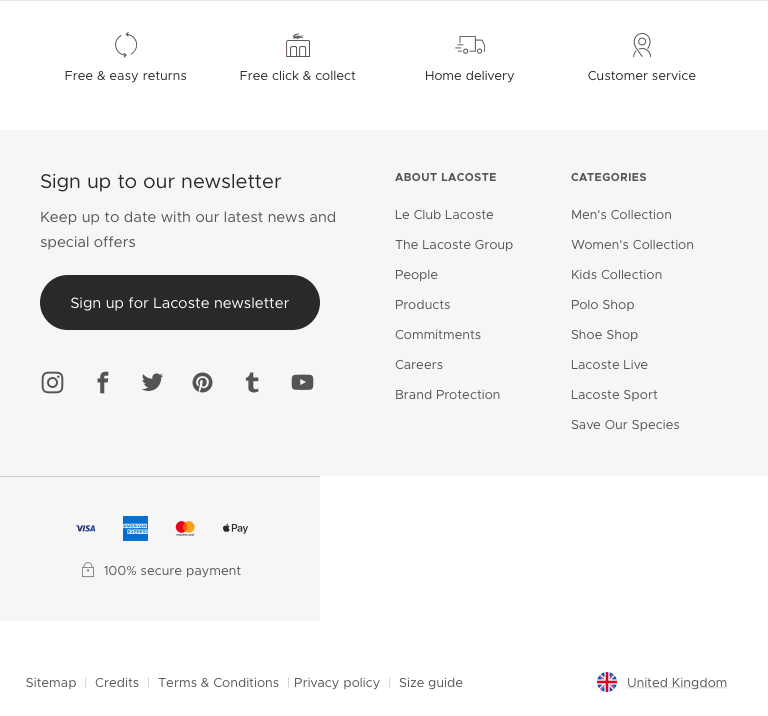 Free & easy returns
Free click & collect
Home delivery
Customer service
Sign up to our newsletter
Keep up to date with our latest news and
special offers
Sign up for Lacoste newsletter
ABOUT LACOSTE
Le Club Lacoste
The Lacoste Group
People
Products
Commitments
Careers
Brand Protection
CATEGORIES
Men's Collection
Women's Collection
Kids Collection
Polo Shop
Shoe Shop
Lacoste Live
Lacoste Sport
Save Our Species
VISA
AMERICAN
EXPRESS
mastercard
Pay
100% secure payment
Sitemap
Credits
Terms & Conditions
Privacy policy
Size guide
United Kingdom